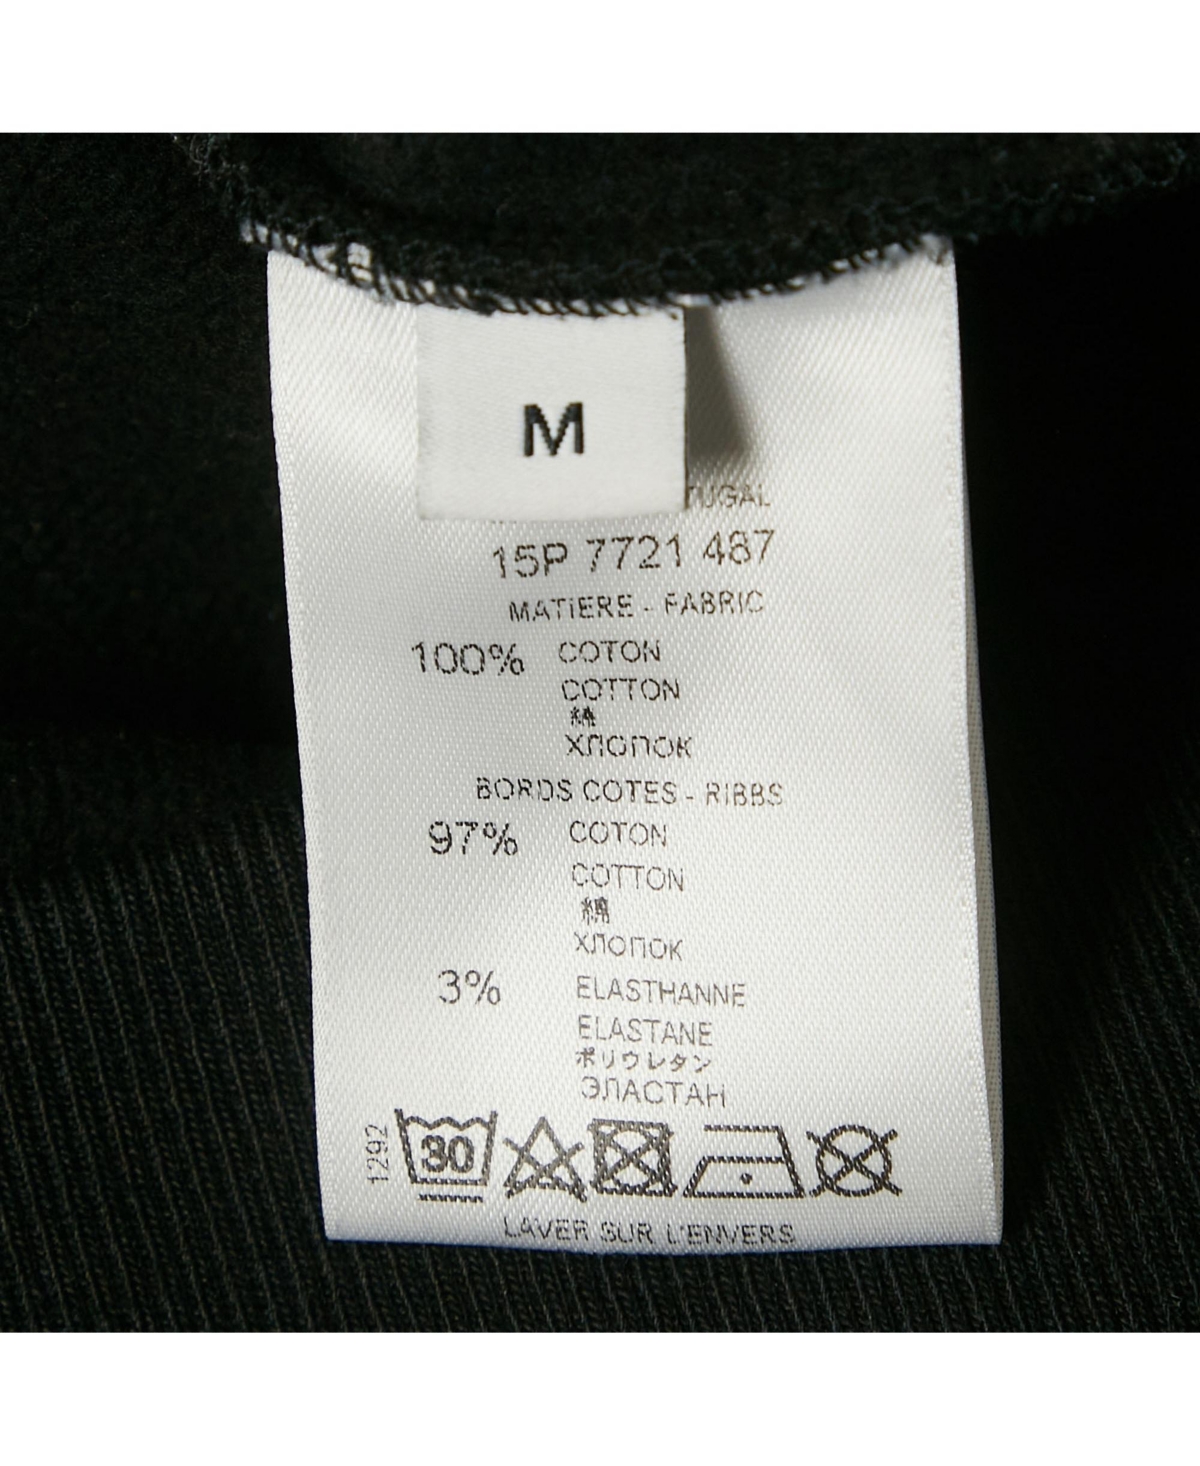 M
TUGAL
15P 7721 487
MATIERE - FABRIC
100% COTON
COTTON
綿
ХЛОПОК
BORDS COTES - RIBBS
97% COTON
COTTON
綿
ХЛОПОК
3% ELASTHANNE
ELASTANE
ポリウレタン
ЭЛАСТАН
1292
30
LAVER SUR L'ENVERS